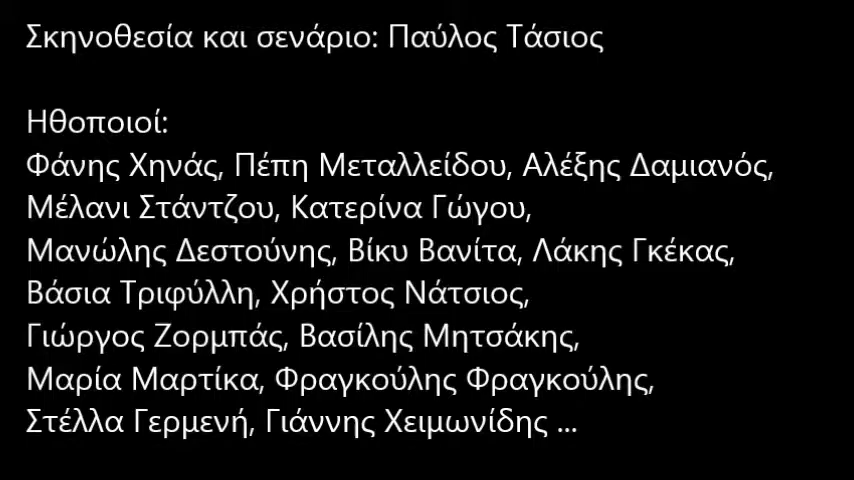 Σκηνοθεσία και σενάριο: Παύλος Τάσιος
Ηθοποιοί:
Φάνης Χηνάς, Πέπη Μεταλλείδου, Αλέξης Δαμιανός,
Μέλανι Στάντζου, Κατερίνα Γώγου,
Μανώλης Δεστούνης, Βίκυ Βανίτα, Λάκης Γκέκας,
Βάσια Τριφύλλη, Χρήστος Νάτσιος,
Γιώργος Ζορμπάς, Βασίλης Μητσάκης,
Μαρία Μαρτίκα, Φραγκούλης Φραγκούλης,
Στέλλα Γερμενή, Γιάννης Χειμωνίδης ...